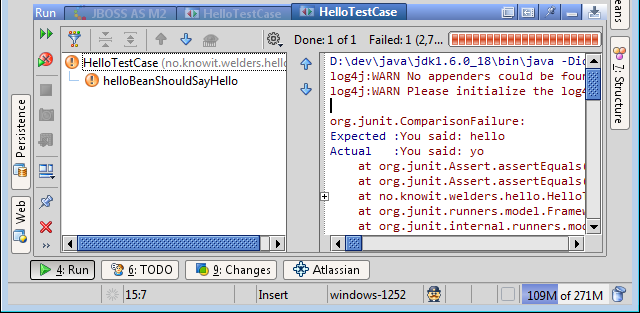 Run JBOSS AS M2 HelloTestCase HelloTestCase
Done: 1 of 1 Failed: 1 (2,7...
HelloTestCase (no.knowit.welders.hello
helloBeanShouldSayHello
D:\dev\java\jdk1.6.0_18\bin\java -Dic
log4j:WARN No appenders could be foun
log4j:WARN Please initialize the log4
org.junit.ComparisonFailure:
Expected :You said: hello
Actual :You said: yo
at org.junit.Assert.assertEquals(
at org.junit.Assert.assertEquals(
at no.knowit.welders.hello.HelloT
at org.junit.runners.model.Framew
at org.junit.internal.runners.mod
Persistence
Web
eans
7: Structure
4: Run 6: TODO 9: Changes Atlassian
15:7 Insert windows-1252 109M of 271M